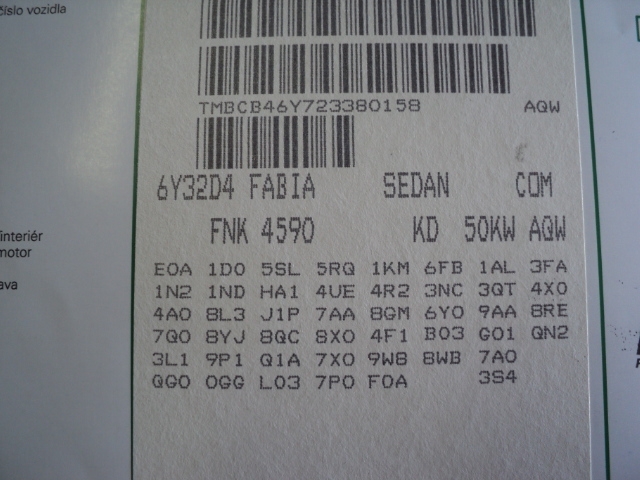 číslo vozidla
TMBCB46Y723380158 AQW
6Y32D4 FABIA SEDAN COM
FNK 4590 KD 50KW AQW
interiér
motor
E0A 1D0 5SL 5RQ 1KM 6FB 1AL 3FA
1N2 1ND HA1 4UE 4R2 3NC 3QT 4X0
4A0 8L3 J1P 7AA 8GM 6Y0 9AA 8RE
7Q0 8YJ 8QC 8X0 4F1 B03 G01 QN2
3L1 9P1 Q1A 7X0 9W8 8WB 7A0
QG0 0GG L03 7P0 F0A 3S4